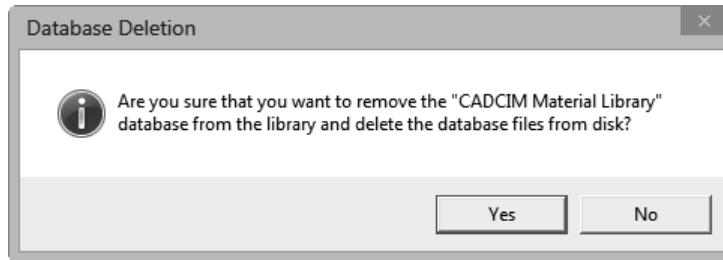 Database Deletion
Are you sure that you want to remove the "CADCIM Material Library"
database from the library and delete the database files from disk?
Yes
No